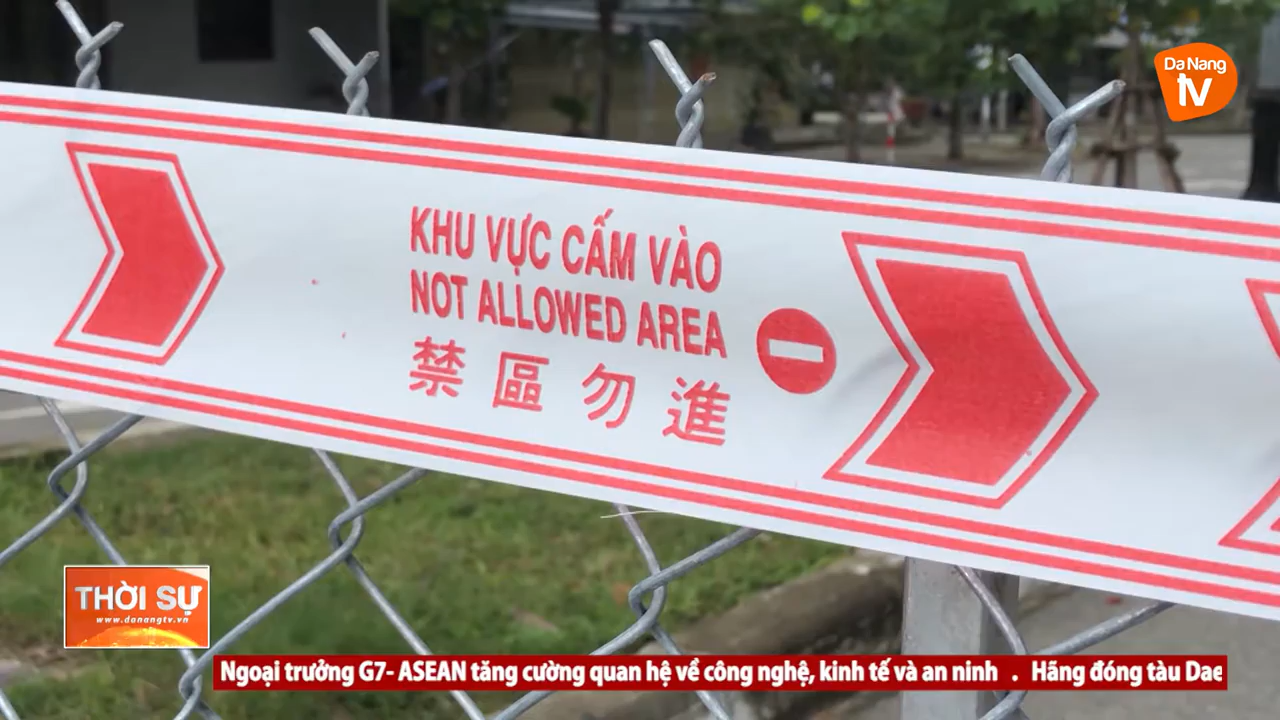 Da Nang
tv
KHU VỰC CẤM VÀO
NOT ALLOWED AREA
禁區勿進
THỜI SỰ
www.danangtv.vn
Ngoại trưởng G7- ASEAN tăng cường quan hệ về công nghệ, kinh tế và an ninh . Hãng đóng tàu Dae